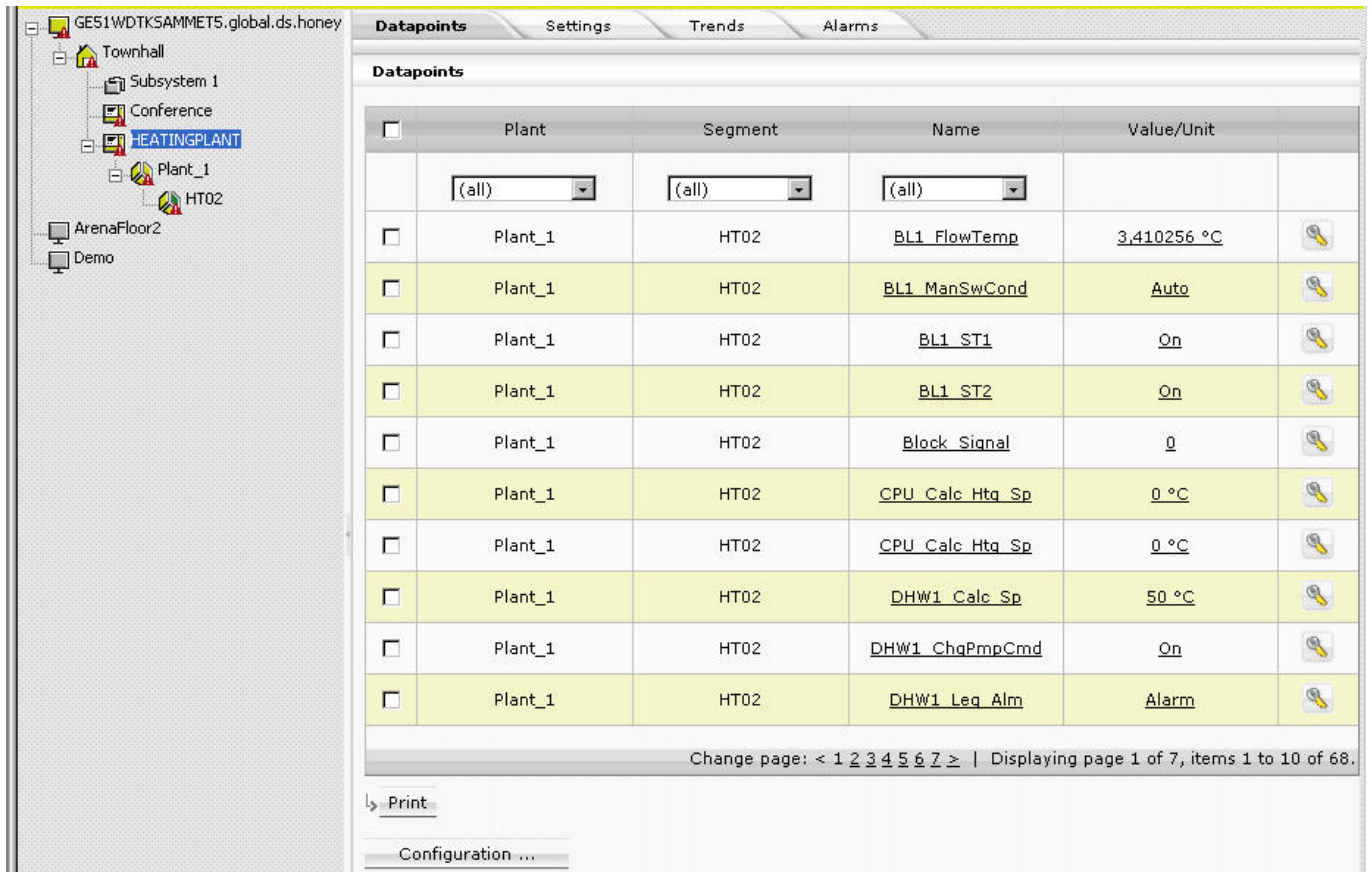 GE51WDTKSAMMET5.global.ds.honey
Townhall
Subsystem 1
Conference
HEATINGPLANT
Plant_1
HT02
ArenaFloor2
Demo
Datapoints Settings Trends Alarms
Datapoints
Plant Segment Name Value/Unit
(all) (all) (all)
Plant_1 HT02 BL1_FlowTemp 3,410256 °C
Plant_1 HT02 BL1_ManSwCond Auto
Plant_1 HT02 BL1_ST1 On
Plant_1 HT02 BL1_ST2 On
Plant_1 HT02 Block_Signal 0
Plant_1 HT02 CPU_Calc_Htg_Sp 0 °C
Plant_1 HT02 CPU_Calc_Htg_Sp 0 °C
Plant_1 HT02 DHW1_Calc_Sp 50 °C
Plant_1 HT02 DHW1_ChgPmpCmd On
Plant_1 HT02 DHW1_Leg_Alm Alarm
Change page: < 1 2 3 4 5 6 7 > | Displaying page 1 of 7, items 1 to 10 of 68.
Print
Configuration ...